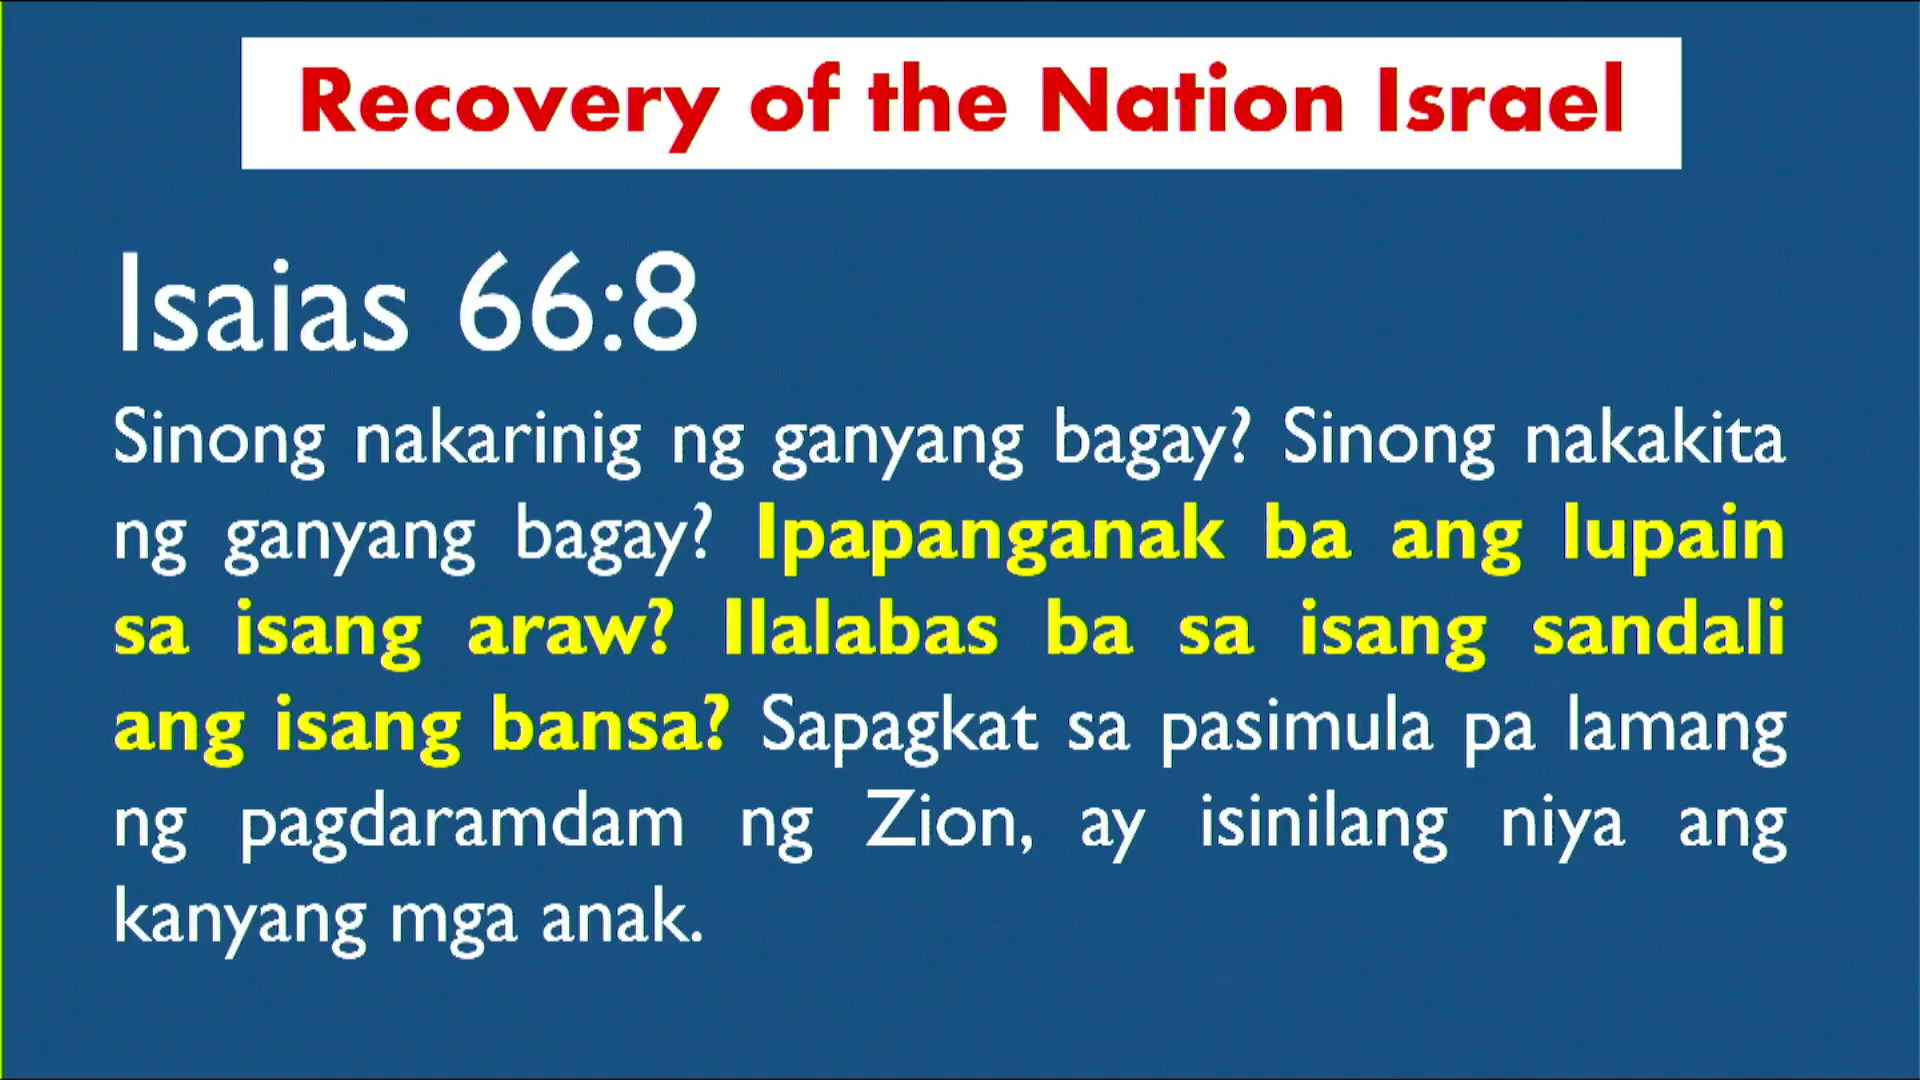 Recovery of the Nation Israel
Isaias 66:8
Sinong nakarinig ng ganyang bagay? Sinong nakakita
ng ganyang bagay? Ipapanganak ba ang lupain
sa isang araw? Ilalabas ba sa isang sandali
ang isang bansa? Sapagkat sa pasimula pa lamang
ng pagdaramdam ng Zion, ay isinilang niya ang
kanyang mga anak.